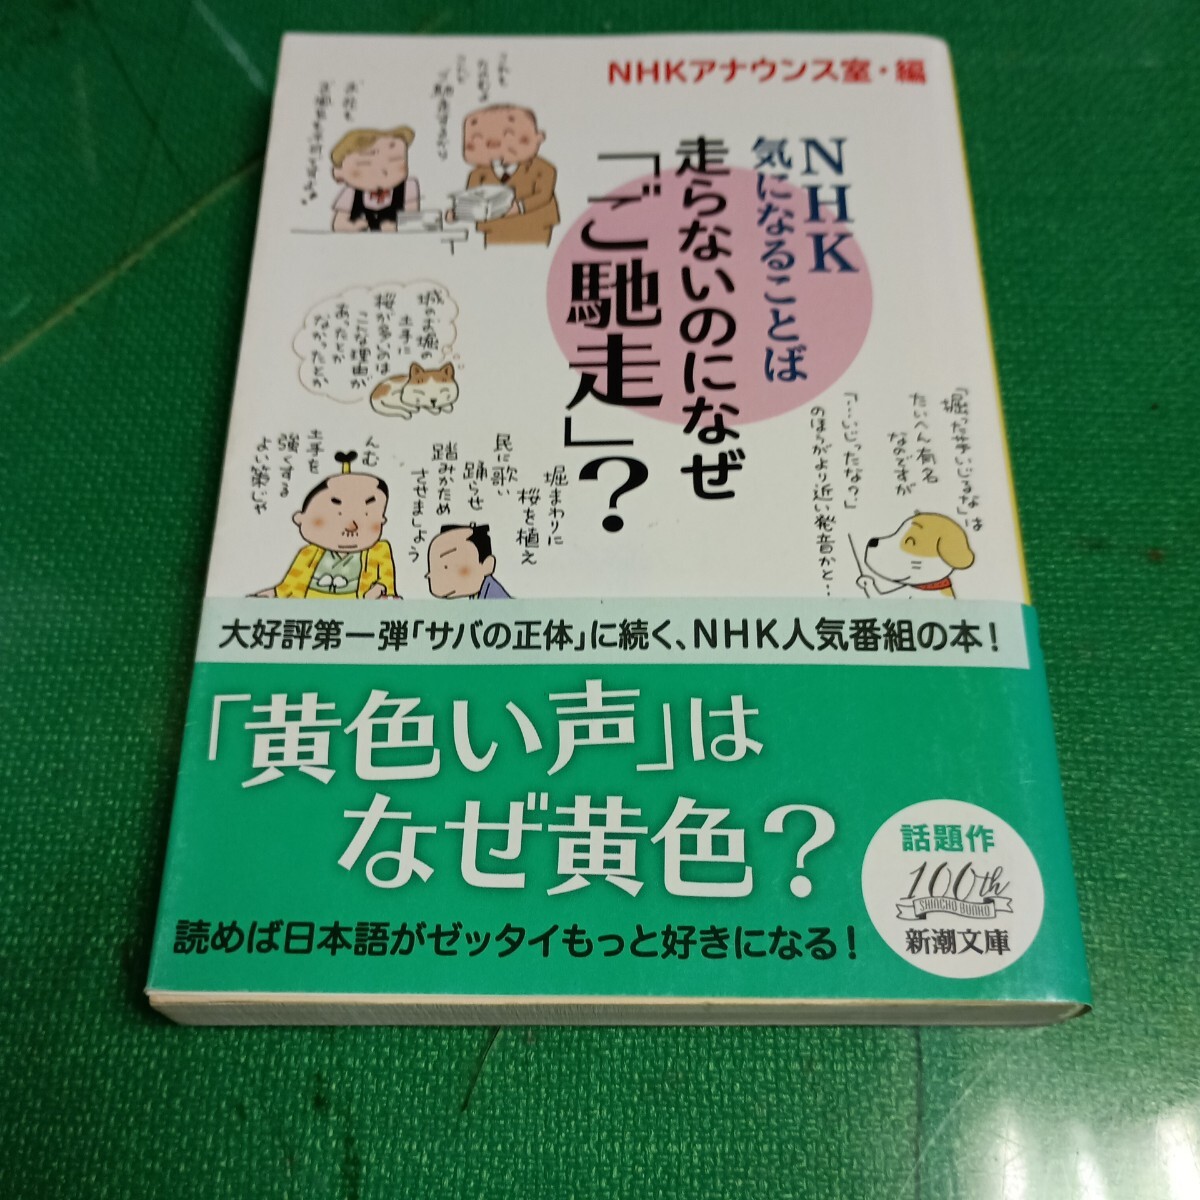 NHKアナウンス室・編
NHK
気になることば
走らないのになぜ
「ご馳走」?
城のお堀の
土手に
桜が多いのは
こんな理由が
あったとか
なかったとか
「堀った芋いじるな」は
たいへん有名
なのですが
「…いじったな?」
のほうがより近い発音かと…
んむ
土手を
強くする
よい策じゃ
堀まわりに
桜を植え
民に歌い
踊らせ
踏みかため
させましょう
大好評第一弾「サバの正体」に続く、NHK人気番組の本!
「黄色い声」は
なぜ黄色?
読めば日本語がゼッタイもっと好きになる!
話題作
100th
SHINCHO BUNKO
新潮文庫